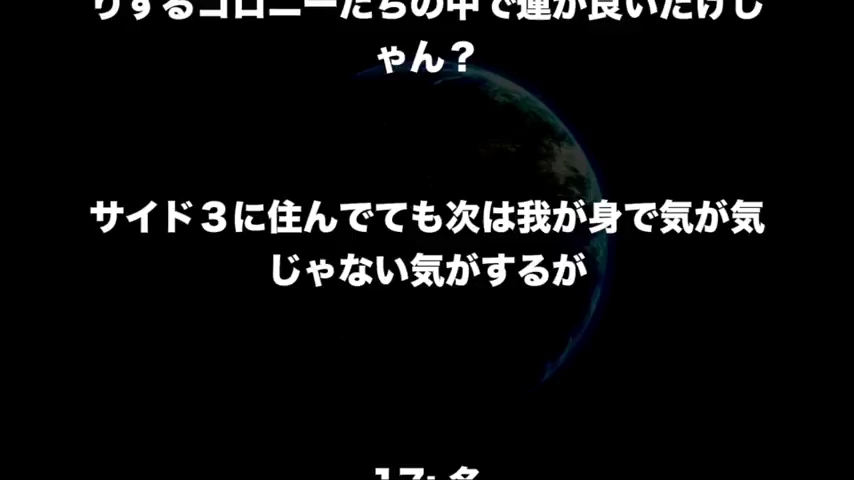 りするコロニーたちの中で運が良いだけじ
ゃん？
サイド３に住んでても次は我が身で気が気
じゃない気がするが
17: 名